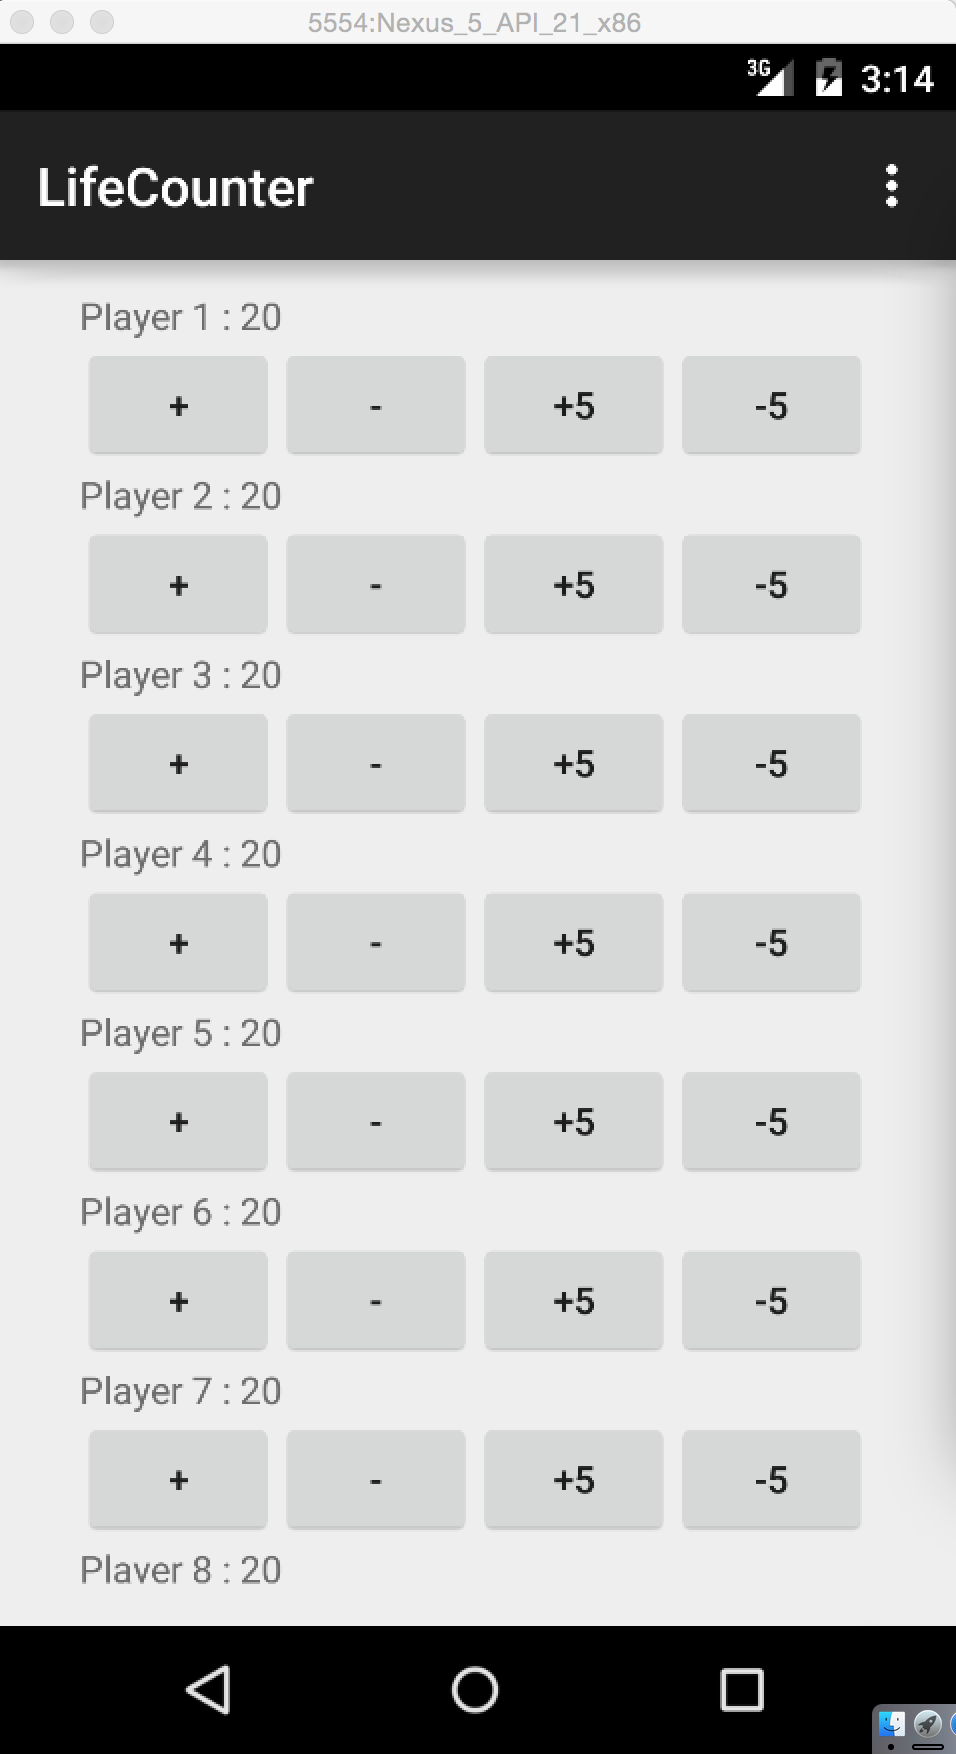 5554:Nexus_5_API_21_x86
3G 3:14
LifeCounter
Player 1 : 20
+ - +5 -5
Player 2 : 20
+ - +5 -5
Player 3 : 20
+ - +5 -5
Player 4 : 20
+ - +5 -5
Player 5 : 20
+ - +5 -5
Player 6 : 20
+ - +5 -5
Player 7 : 20
+ - +5 -5
Player 8 : 20